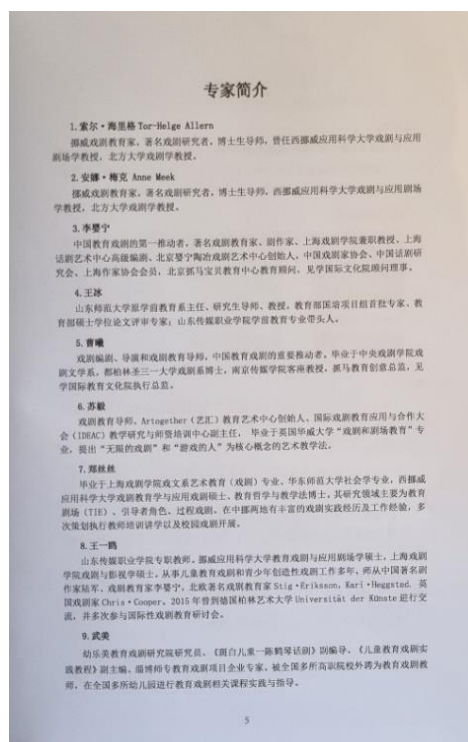 专家简介
1.索尔·海里格 Tor-Helge Allern
挪威戏剧教育家，著名戏剧研究者，博士生导师，曾任西挪威应用科学大学戏剧与应用
剧场学教授，北方大学戏剧学教授。
2.安娜·梅克 Anne Meek
挪威戏剧教育家，著名戏剧研究者，博士生导师，西挪威应用科学大学戏剧与应用剧场
学教授，北方大学戏剧学教授。
3.李婴宁
中国教育戏剧的第一推动者，著名戏剧教育家、剧作家、上海戏剧学院兼职教授、上海
话剧艺术中心高级编剧、北京婴宁陶冶戏剧艺术中心创始人，中国戏剧家协会、中国话剧研
究会、上海作家协会会员，北京抓马宝贝教育中心教育顾问，见学国际文化院顾问理事。
4.王冰
山东师范大学原学前教育系主任、研究生导师、教授。教育部国培项目组首批专家、教
育部硕士学位论文评审专家；山东传媒职业学院学前教育专业带头人。
5.曹曦
戏剧编剧、导演和戏剧教育导师，中国教育戏剧的重要推动者，毕业于中央戏剧学院戏
剧文学系，都柏林圣三一大学戏剧系博士，南京传媒学院客座教授，抓马教育创意总监，见
学国际教育文化院执行总监。
6.苏毅
戏剧教育导师，Artogether（艺汇）教育艺术中心创始人、国际戏剧教育应用与合作大
会（IDEAC）教学研究与师资培训中心副主任， 毕业于英国华威大学“戏剧和剧场教育”专
业，提出“无限的戏剧”和“游戏的人”为核心概念的艺术教学法。
7.郑丝丝
毕业于上海戏剧学院戏文系艺术教育（戏剧）专业、华东师范大学社会学专业，西挪威
应用科学大学戏剧教育学与应用戏剧硕士、教育哲学与教学法博士，其研究领域主要为教育
剧场（TIE）、引导者角色、过程戏剧。在中挪两地有丰富的戏剧实践经历及工作经验，多
次策划执行教师培训讲学以及校园戏剧开展。
8.王一鸥
山东传媒职业学院专职教师。挪威应用科学大学教育戏剧与应用剧场学硕士，上海戏剧
学院戏剧与影视学硕士。从事儿童教育戏剧和青少年创造性戏剧工作多年，师从中国著名剧
作家陆军、戏剧教育家李婴宁，北欧著名戏剧教育家 Stig·Eriksson，Kari·Heggsted. 英
国戏剧家 Chris·Cooper。2015 年曾到德国柏林艺术大学 Universität der Künste 进行交
流，并多次参与国际性戏剧教育研讨会。
9.武美
幼乐美教育戏剧研究院研究员、《斑白儿童一陈鹤琴话剧》副编导、《儿童教育戏剧实
践教程》副主编，淄博师专教育戏剧项目企业专家，被全国多所高职院校外聘为教育戏剧教
师，在全国多所幼儿园进行教育戏剧相关课程实践与指导。
5